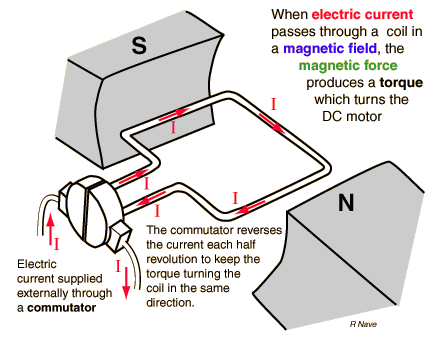 When electric current
passes through a coil in
a magnetic field, the
magnetic force
produces a torque
which turns the
DC motor
S
I
I
I
I
I
N
I
I
The commutator reverses
the current each half
revolution to keep the
torque turning the
coil in the same
direction.
Electric
current supplied
externally through
a commutator
R Nave